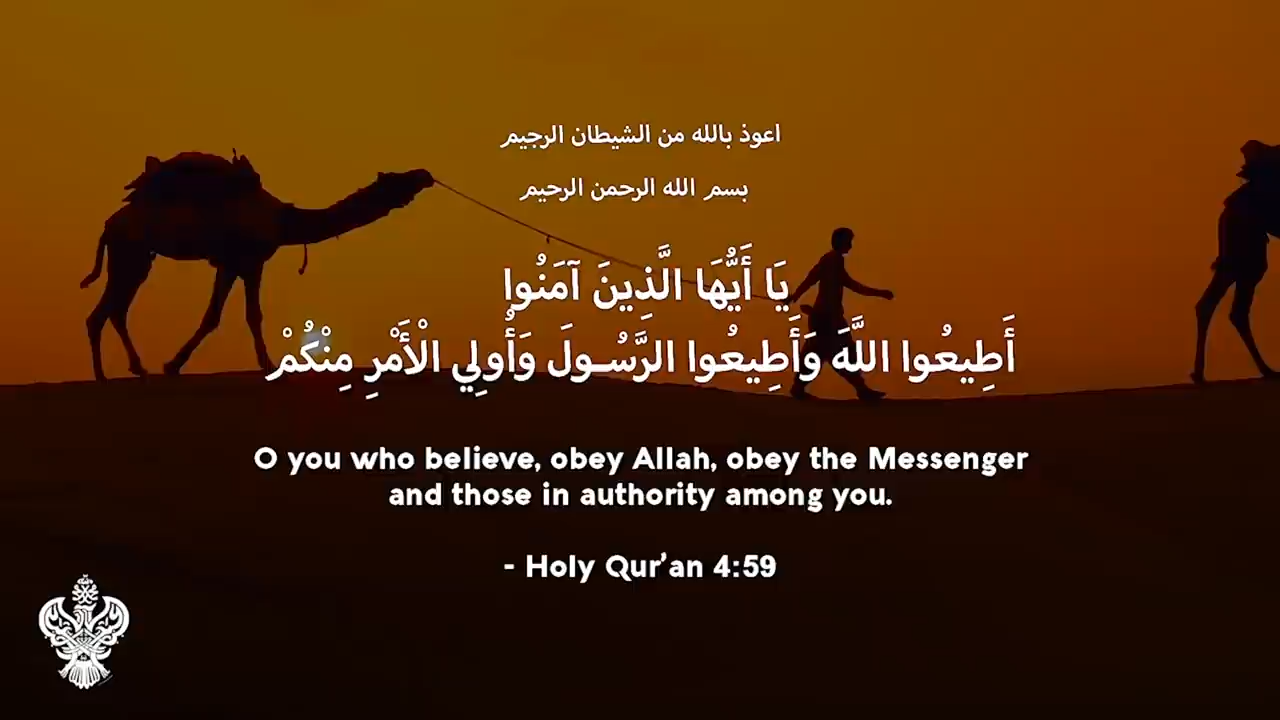 اعوذ بالله من الشيطان الرجيم
بسم الله الرحمن الرحيم
يَا أَيُّهَا الَّذِينَ آمَنُوا
أَطِيعُوا اللَّهَ وَأَطِيعُوا الرَّسُـولَ وَأُولِي الْأَمْرِ مِنْكُمْ
O you who believe, obey Allah, obey the Messenger
and those in authority among you.
- Holy Qur’an 4:59